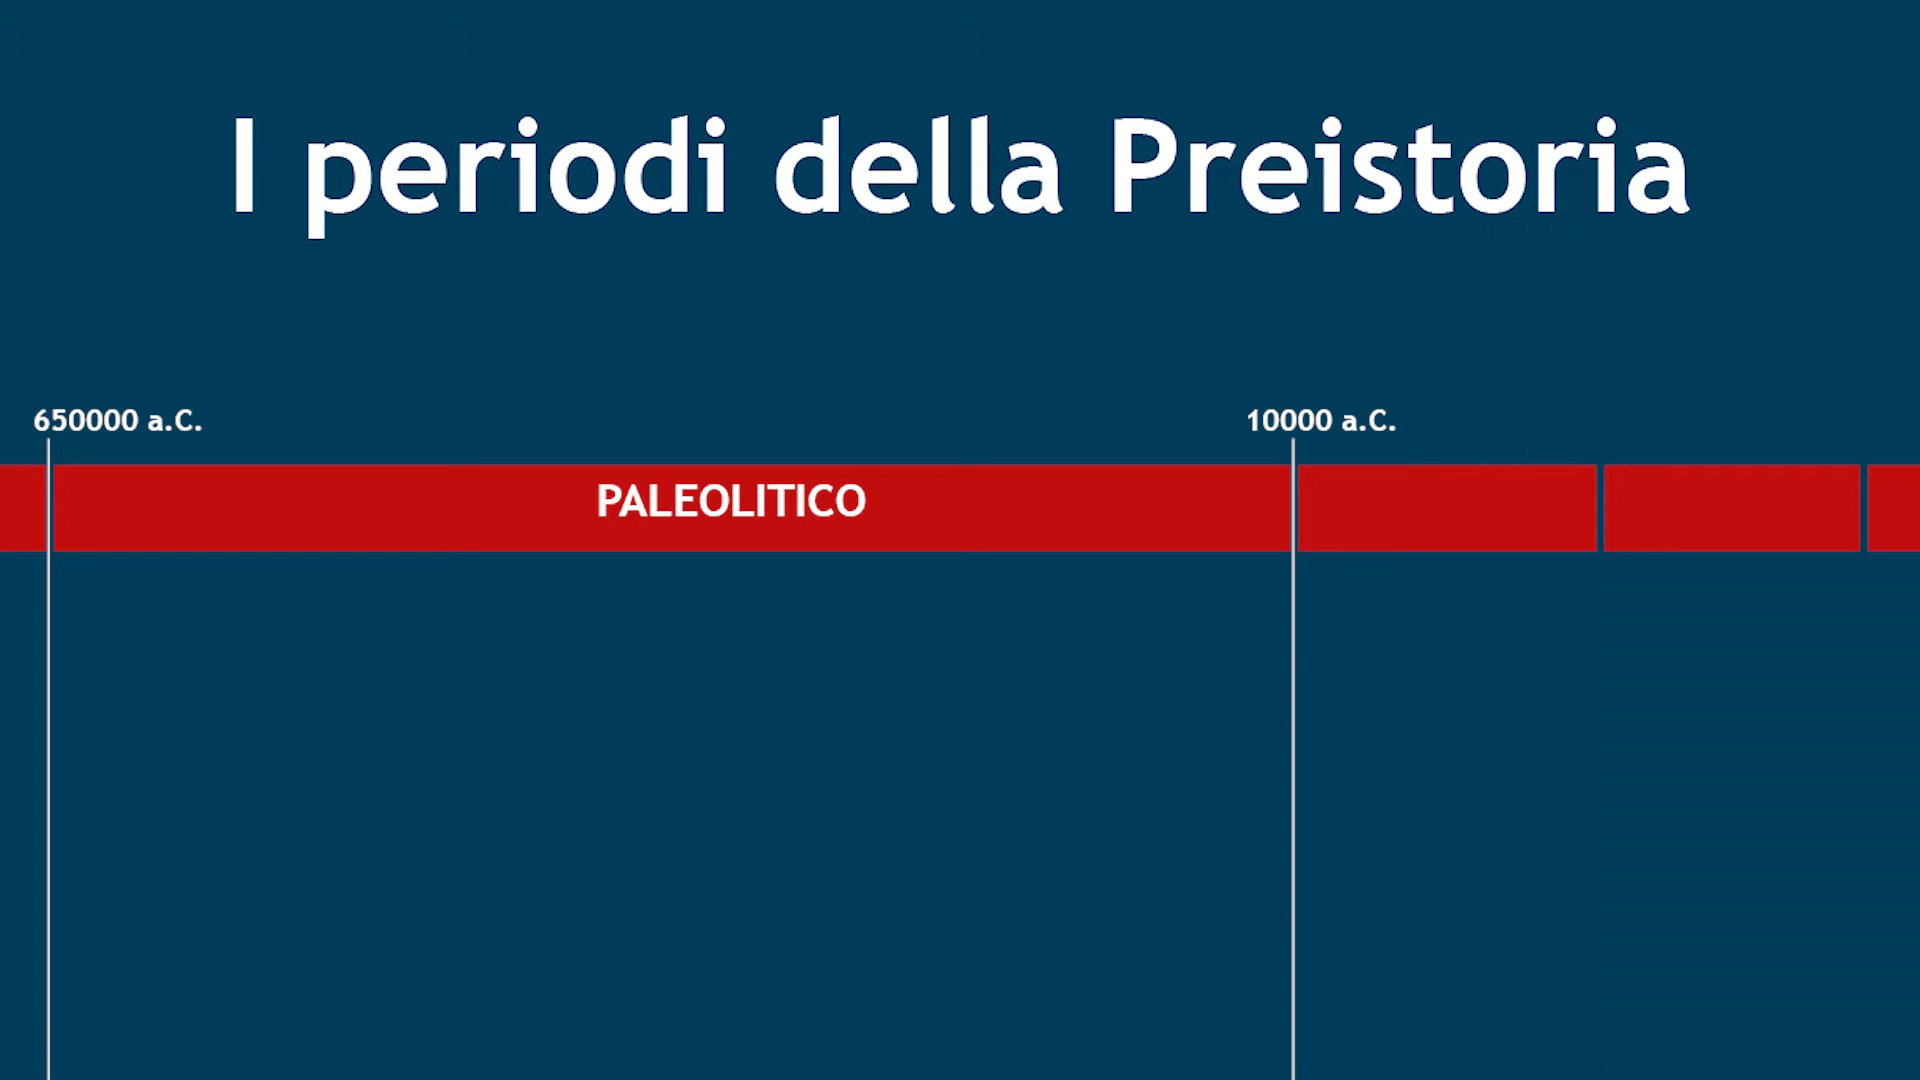 I periodi della Preistoria
650000 a.C.
10000 a.C.
PALEOLITICO